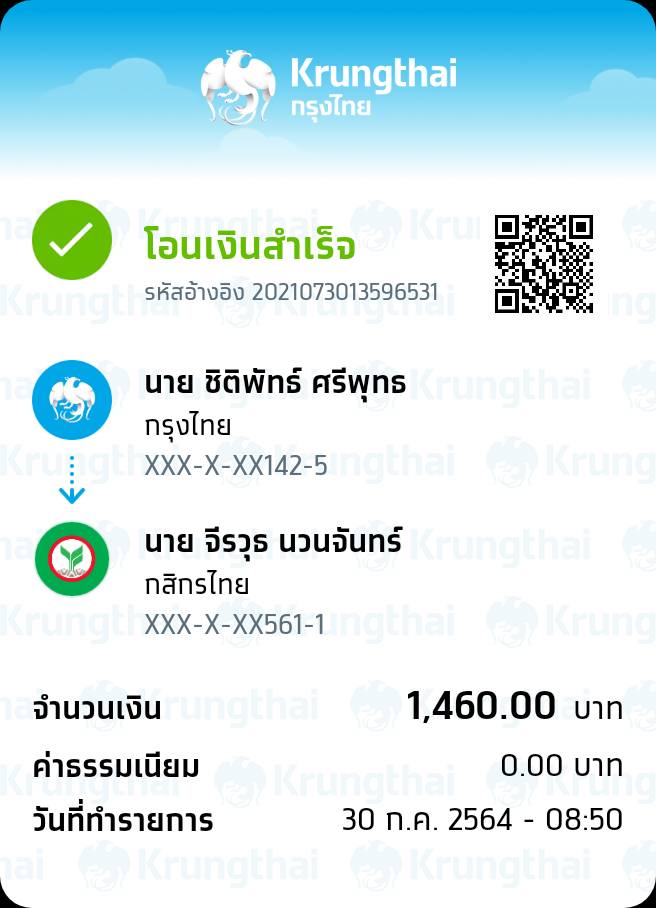 Krungthai
กรุงไทย
โอนเงินสำเร็จ
รหัสอ้างอิง 2021073013596531
นาย ชิติพัทธ์ ศรีพุทธ
กรุงไทย
XXX-X-XX142-5
นาย จีรวุธ นวนจันทร์
กสิกรไทย
XXX-X-XX561-1
จำนวนเงิน 1,460.00 บาท
ค่าธรรมเนียม 0.00 บาท
วันที่ทำรายการ 30 ก.ค. 2564 - 08:50